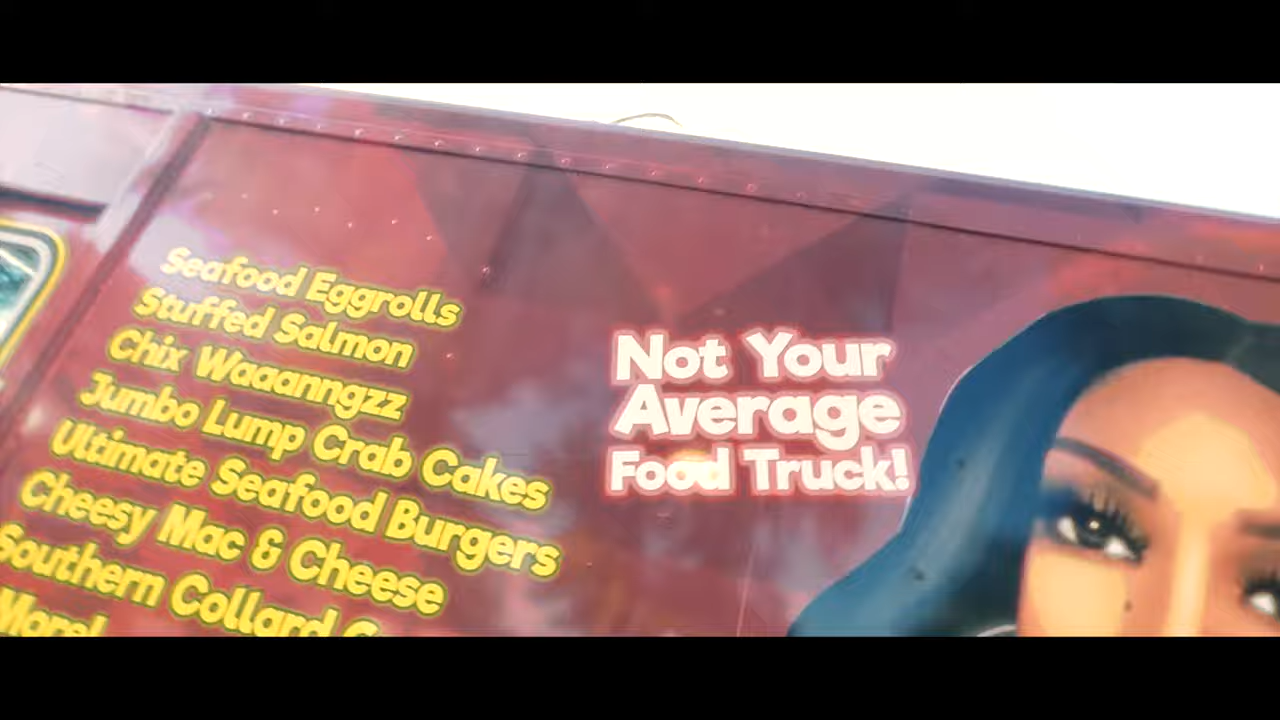 Seafood Eggrolls
Stuffed Salmon
Chix Waaanngzz
Jumbo Lump Crab Cakes
Ultimate Seafood Burgers
Cheesy Mac & Cheese
Southern Collard
More!
Not Your
Average
Food Truck!